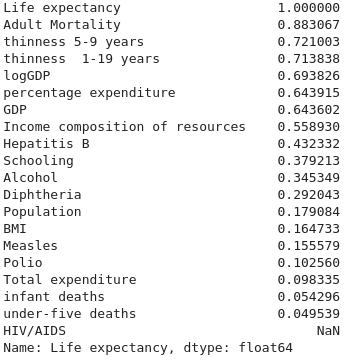 Life expectancy                    1.000000
Adult Mortality                    0.883067
thinness 5-9 years                 0.721003
thinness  1-19 years               0.713838
logGDP                             0.693826
percentage expenditure             0.643915
GDP                                0.643602
Income composition of resources    0.558930
Hepatitis B                        0.432332
Schooling                          0.379213
Alcohol                            0.345349
Diphtheria                         0.292043
Population                         0.179084
BMI                                0.164733
Measles                            0.155579
Polio                              0.102560
Total expenditure                  0.098335
infant deaths                      0.054296
under-five deaths                  0.049539
HIV/AIDS                                NaN
Name: Life expectancy, dtype: float64